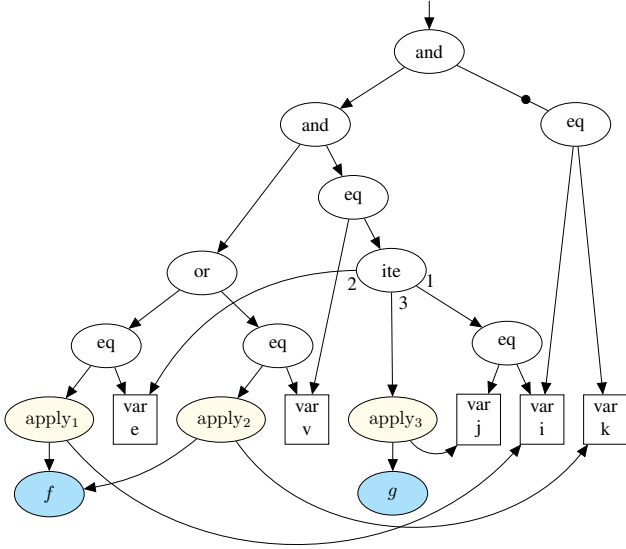 and
and
eq
eq
or
ite
2
1
3
eq
eq
eq
apply₁
var
e
apply₂
var
v
apply₃
var
j
var
i
var
k
f
g